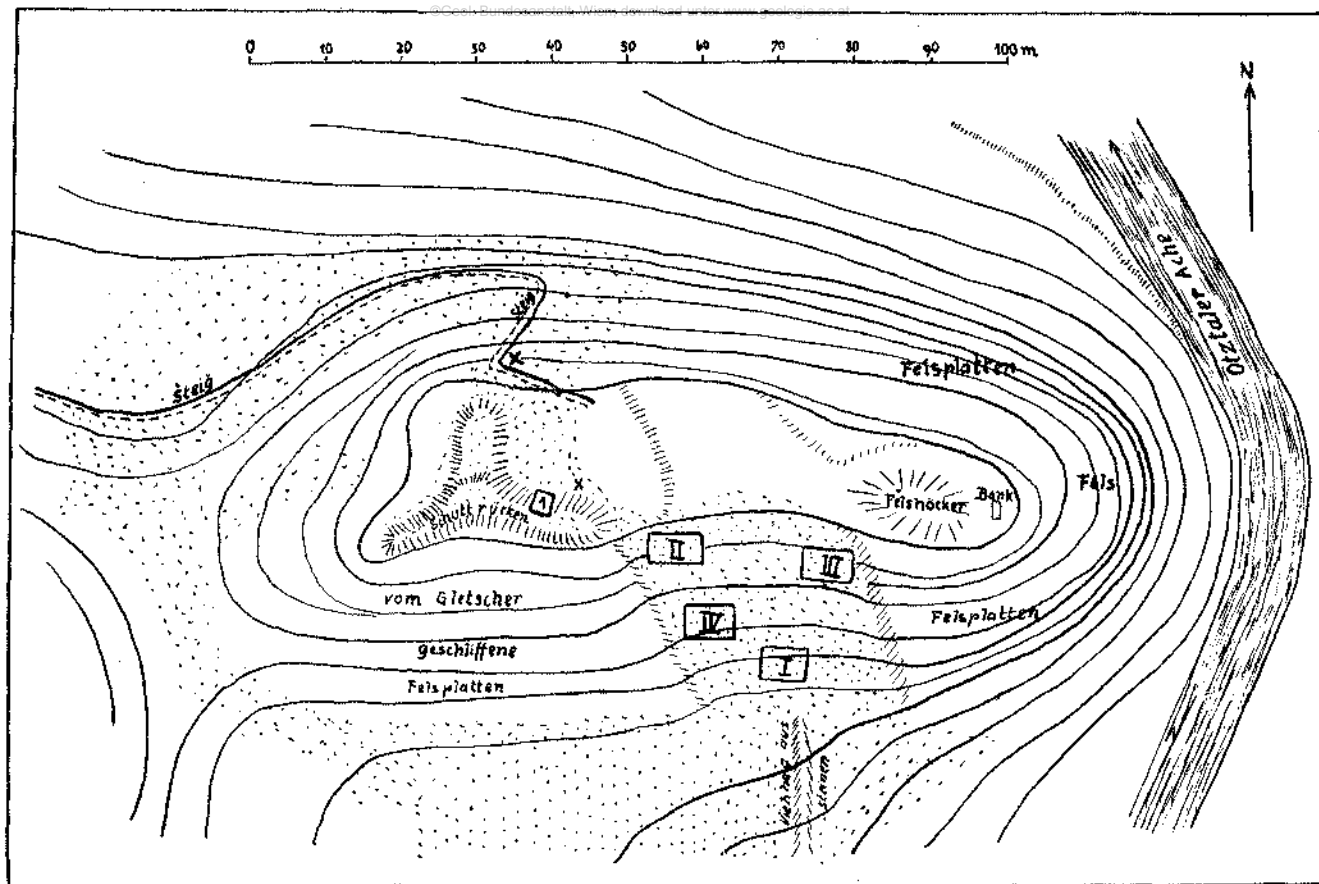 ©Geol. Bundesanstalt, Wien; download unter www.geologie.ac.at
0 10 20 30 40 50 60 70 80 90 100 m
N
Ötztaler Ache
Steig
Steig
x
Felsplatten
x
1
Schuttrücken
Felshöcker
Bank
Fels
II
III
vom Gletscher
geschliffene
Felsplatten
IV
I
Felsplatten